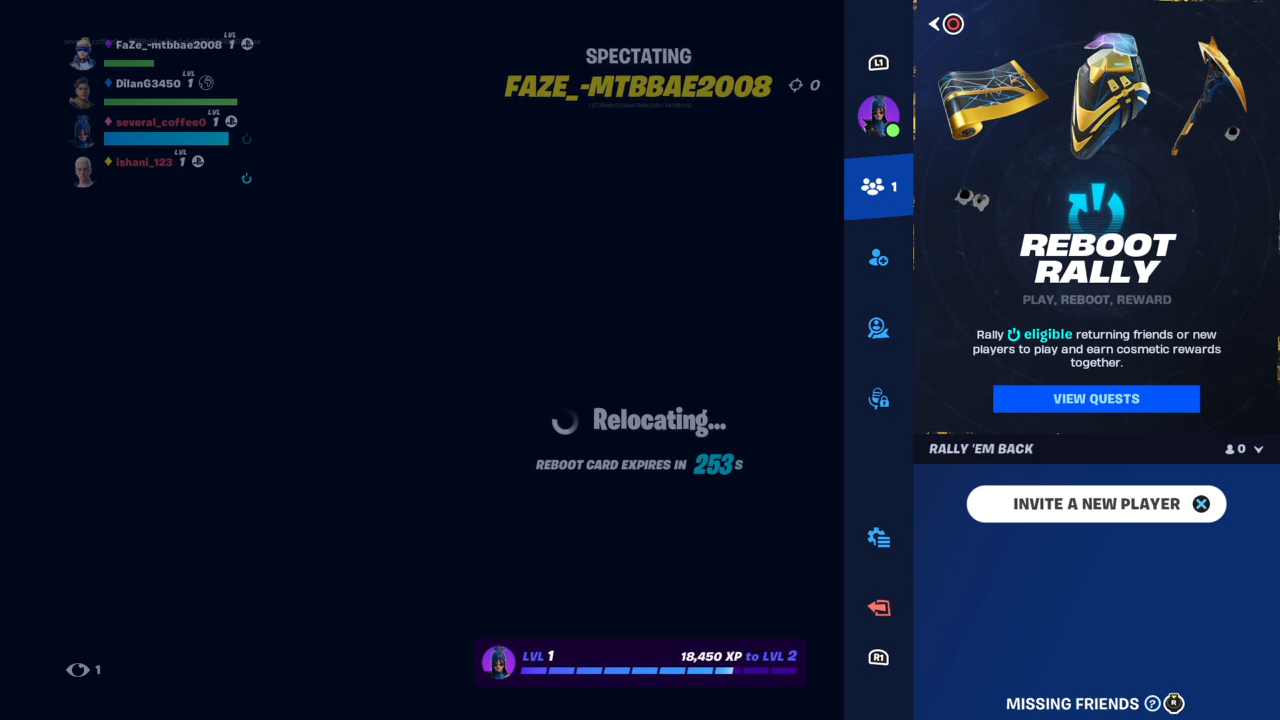 LVL
FaZe_-mtbbae2008 1
LVL
DilanG3450 1
LVL
several_coffee0 1
LVL
ishani_123 1
SPECTATING
FAZE_-MTBBAE2008
0
Relocating...
REBOOT CARD EXPIRES IN 253 S
LVL 1
18,450 XP to LVL 2
1
L1
1
R1
REBOOT
RALLY
PLAY, REBOOT, REWARD
Rally eligible returning friends or new
players to play and earn cosmetic rewards
together.
VIEW QUESTS
RALLY 'EM BACK
0
INVITE A NEW PLAYER
MISSING FRIENDS ? R